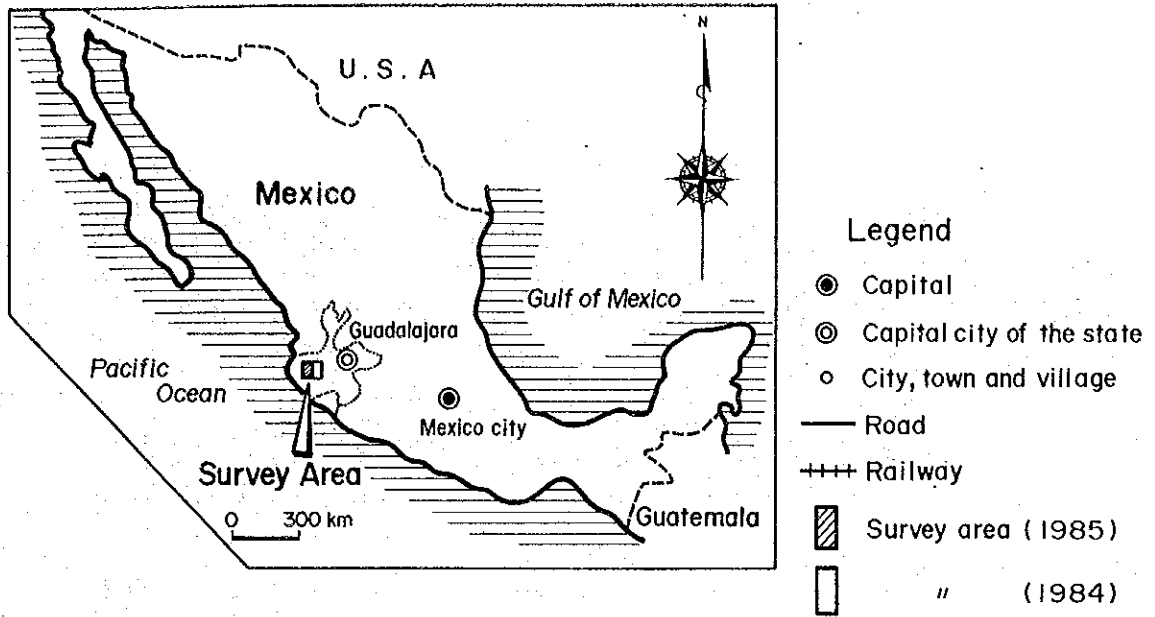 N
U.S.A
Mexico
Gulf of Mexico
Guadalajara
Pacific
Ocean
Mexico city
Survey Area
0 300 km
Guatemala
Legend
Capital
Capital city of the state
City, town and village
Road
Railway
Survey area (1985)
〃 (1984)